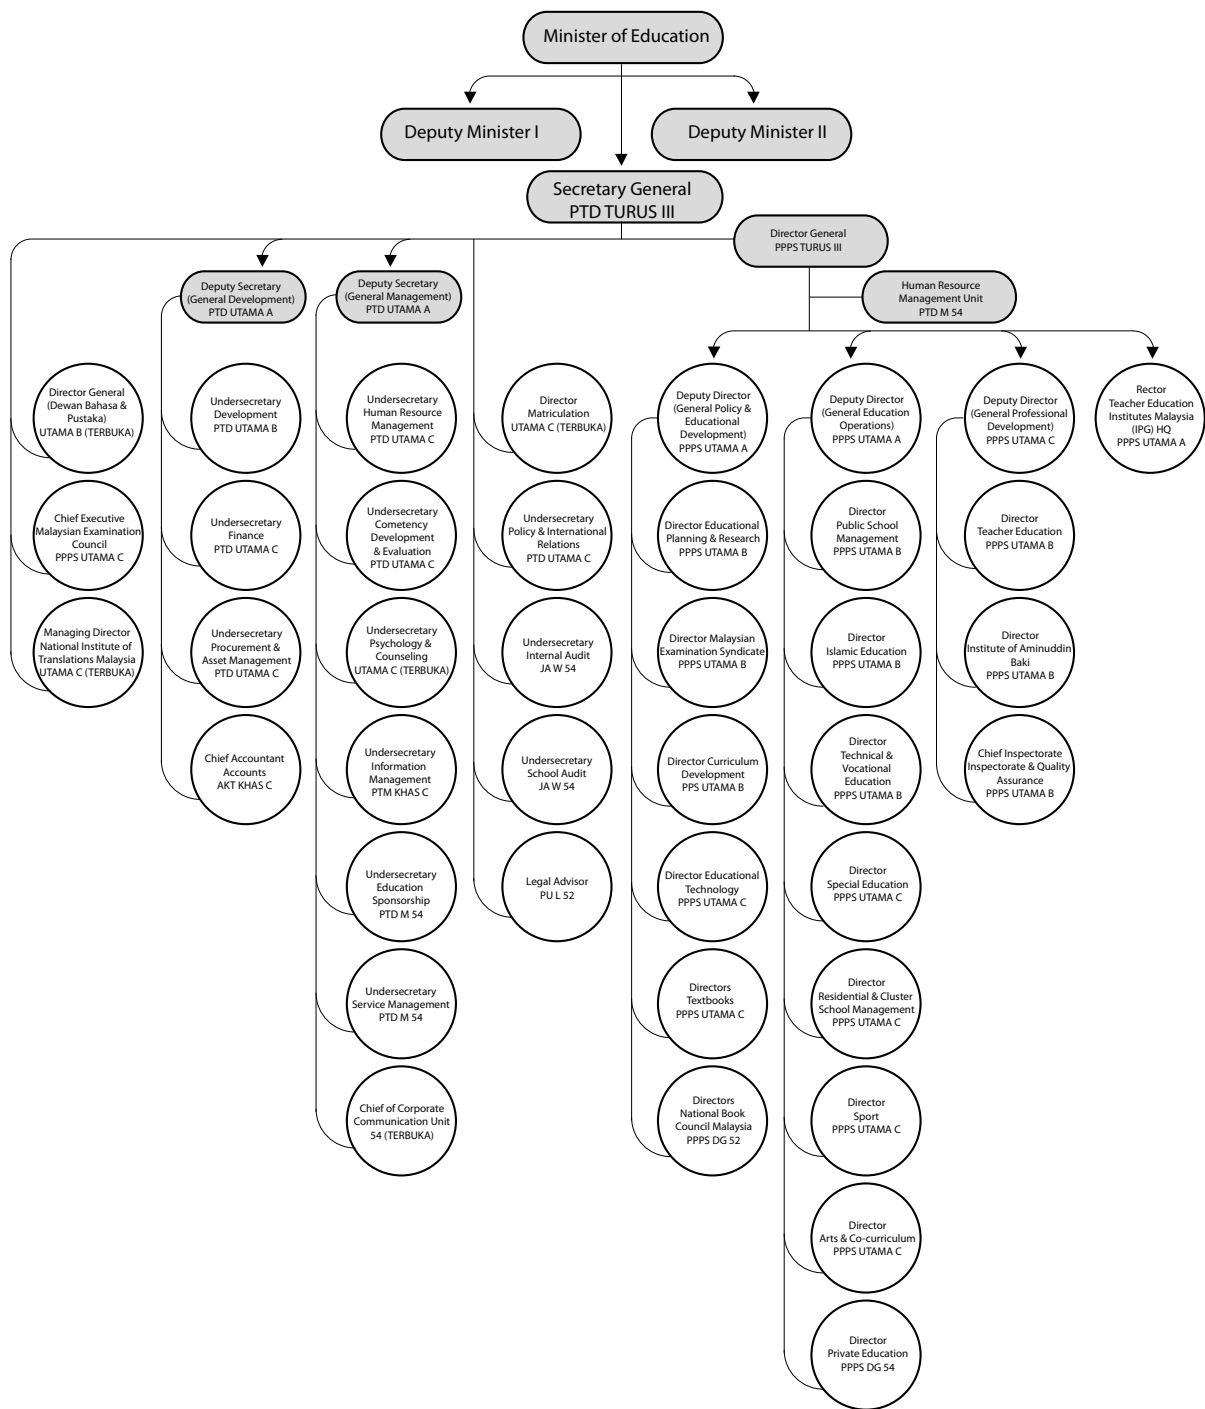 Minister of Education
Deputy Minister I
Deputy Minister II
Secretary General
PTD TURUS III
Director General
PPPS TURUS III
Deputy Secretary
(General Development)
PTD UTAMA A
Deputy Secretary
(General Management)
PTD UTAMA A
Human Resource
Management Unit
PTD M 54
Director General
(Dewan Bahasa &
Pustaka)
UTAMA B (TERBUKA)
Chief Executive
Malaysian Examination
Council
PPPS UTAMA C
Managing Director
National Institute of
Translations Malaysia
UTAMA C (TERBUKA)
Undersecretary
Development
PTD UTAMA B
Undersecretary
Finance
PTD UTAMA C
Undersecretary
Procurement &
Asset Management
PTD UTAMA C
Chief Accountant
Accounts
AKT KHAS C
Undersecretary
Human Resource
Management
PTD UTAMA C
Undersecretary
Cometency
Development
& Evaluation
PTD UTAMA C
Undersecretary
Psychology &
Counseling
UTAMA C (TERBUKA)
Undersecretary
Information
Management
PTM KHAS C
Undersecretary
Education
Sponsorship
PTD M 54
Undersecretary
Service Management
PTD M 54
Chief of Corporate
Communication Unit
54 (TERBUKA)
Director
Matriculation
UTAMA C (TERBUKA)
Undersecretary
Policy & International
Relations
PTD UTAMA C
Undersecretary
Internal Audit
JA W 54
Undersecretary
School Audit
JA W 54
Legal Advisor
PU L 52
Deputy Director
(General Policy &
Educational
Development)
PPPS UTAMA A
Director Educational
Planning & Research
PPPS UTAMA B
Director Malaysian
Examination Syndicate
PPPS UTAMA B
Director Curriculum
Development
PPS UTAMA B
Director Educational
Technology
PPPS UTAMA C
Directors
Textbooks
PPPS UTAMA C
Directors
National Book
Council Malaysia
PPPS DG 52
Deputy Director
(General Education
Operations)
PPPS UTAMA A
Director
Public School
Management
PPPS UTAMA B
Director
Islamic Education
PPPS UTAMA B
Director
Technical &
Vocational
Education
PPPS UTAMA B
Director
Special Education
PPPS UTAMA C
Director
Residential & Cluster
School Management
PPPS UTAMA C
Director
Sport
PPPS UTAMA C
Director
Arts & Co-curriculum
PPPS UTAMA C
Director
Private Education
PPPS DG 54
Deputy Director
(General Professional
Development)
PPPS UTAMA C
Director
Teacher Education
PPPS UTAMA B
Director
Institute of Aminuddin
Baki
PPPS UTAMA B
Chief Inspectorate
Inspectorate & Quality
Assurance
PPPS UTAMA B
Rector
Teacher Education
Institutes Malaysia
(IPG) HQ
PPPS UTAMA A